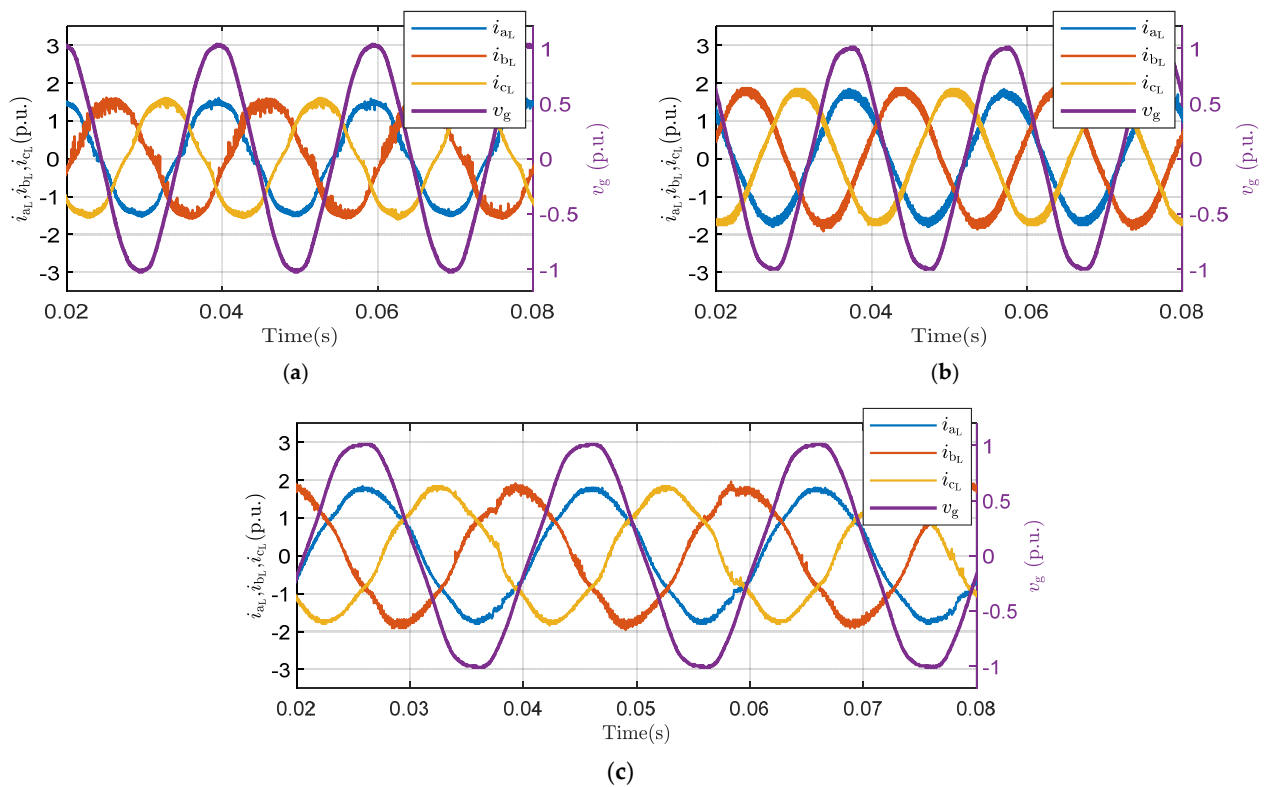 i_aL
i_bL
i_cL
v_g
3
2
1
0
-1
-2
-3
i_aL,i_bL,i_cL(p.u.)
1
0.5
0
-0.5
-1
v_g (p.u.)
0.02 0.04 0.06 0.08
Time(s)
(a)
i_aL
i_bL
i_cL
v_g
3
2
1
0
-1
-2
-3
i_aL,i_bL,i_cL(p.u.)
1
0.5
0
-0.5
-1
v_g (p.u.)
0.02 0.04 0.06 0.08
Time(s)
(b)
i_aL
i_bL
i_cL
v_g
3
2
1
0
-1
-2
-3
i_aL,i_bL,i_cL(p.u.)
1
0.5
0
-0.5
-1
v_g (p.u.)
0.02 0.03 0.04 0.05 0.06 0.07 0.08
Time(s)
(c)